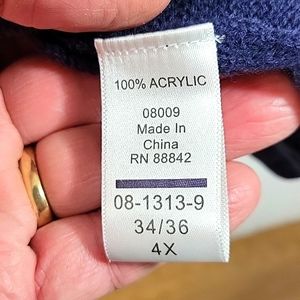 100% ACRYLIC
08009
Made In
China
RN 88842
08-1313-9
34/36
4X